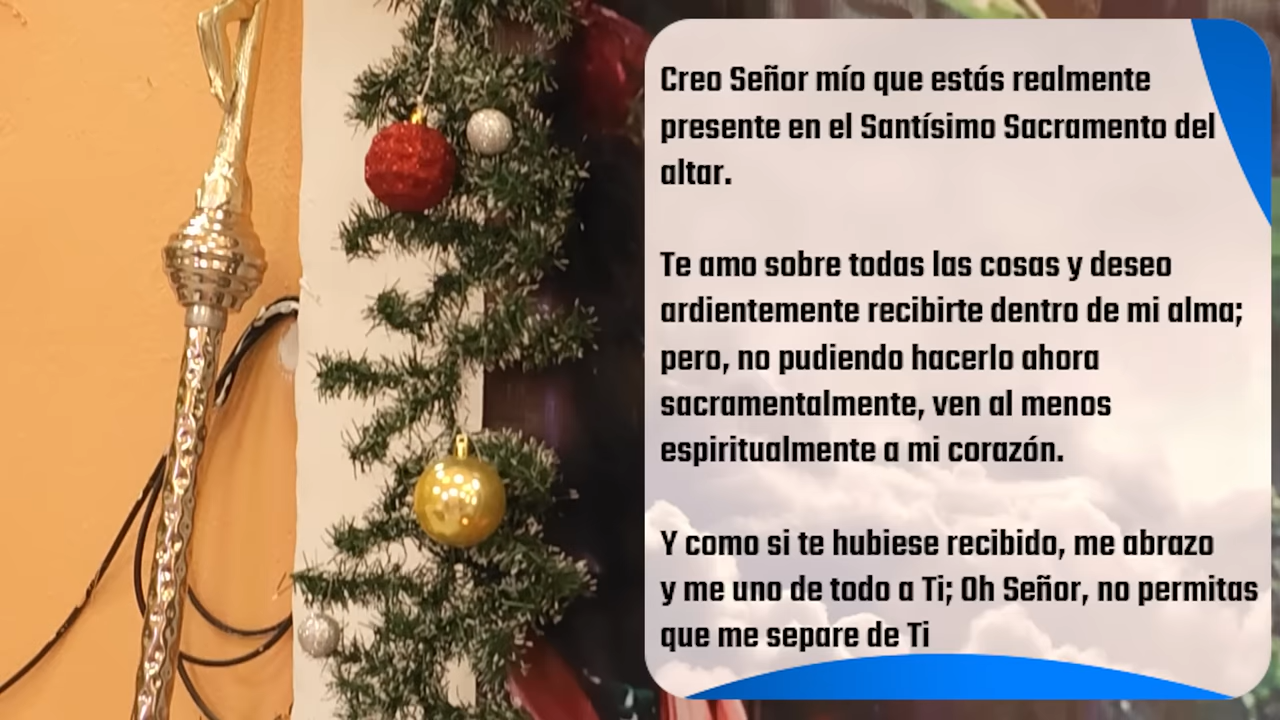 Creo Señor mío que estás realmente
presente en el Santísimo Sacramento del
altar.
Te amo sobre todas las cosas y deseo
ardientemente recibirte dentro de mi alma;
pero, no pudiendo hacerlo ahora
sacramentalmente, ven al menos
espiritualmente a mi corazón.
Y como si te hubiese recibido, me abrazo
y me uno de todo a Ti; Oh Señor, no permitas
que me separe de Ti